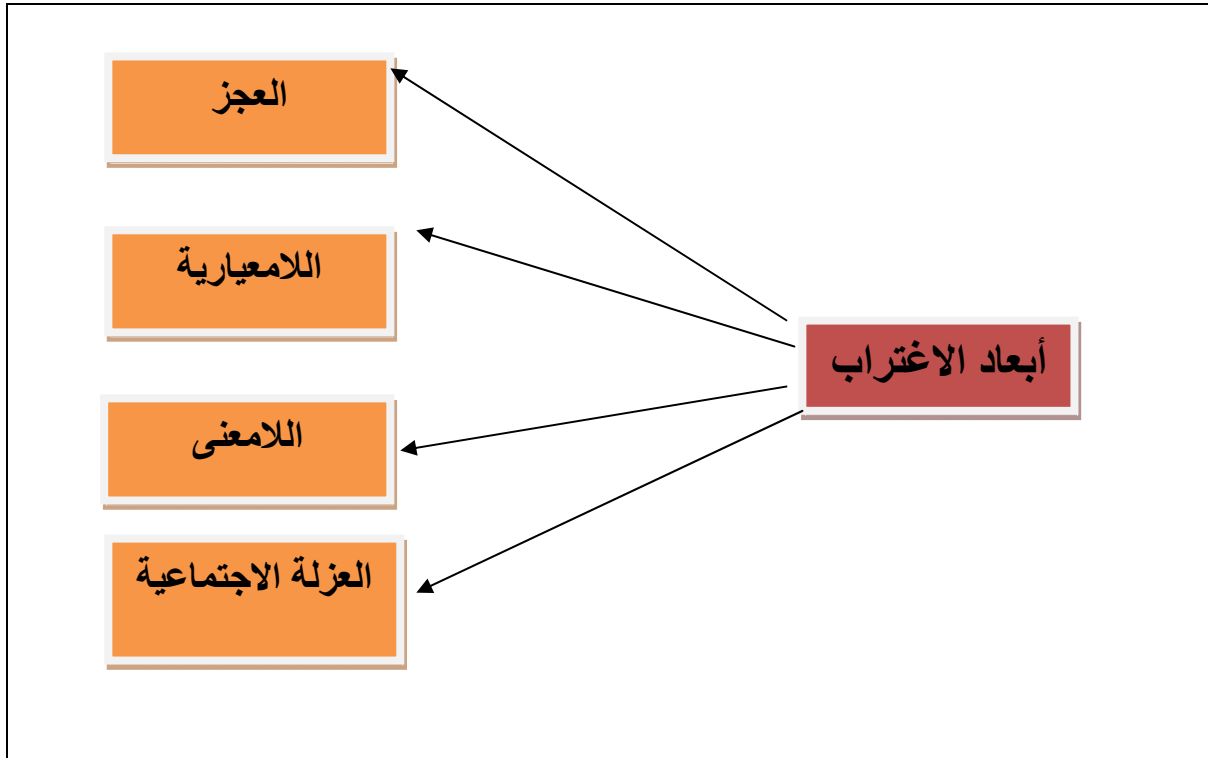 أبعاد الاغتراب
العجز
اللامعيارية
اللامعنى
العزلة الاجتماعية